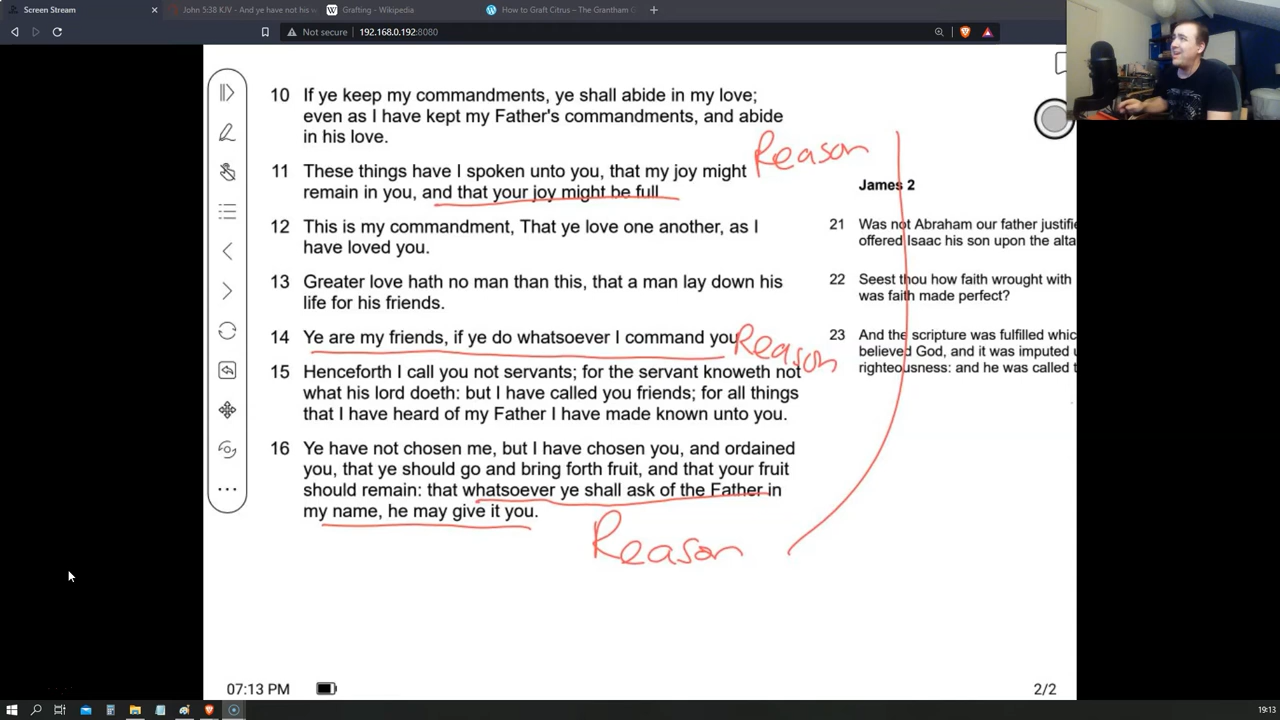 Screen Stream
John 5:38 KJV - And ye have not his w
Grafting - Wikipedia
How to Graft Citrus – The Grantham C
Not secure
192.168.0.192:8080
10 If ye keep my commandments, ye shall abide in my love;
even as I have kept my Father's commandments, and abide
in his love.
11 These things have I spoken unto you, that my joy might
remain in you, and that your joy might be full
Reason
12 This is my commandment, That ye love one another, as I
have loved you.
13 Greater love hath no man than this, that a man lay down his
life for his friends.
14 Ye are my friends, if ye do whatsoever I command you
Reason
15 Henceforth I call you not servants; for the servant knoweth not
what his lord doeth: but I have called you friends; for all things
that I have heard of my Father I have made known unto you.
16 Ye have not chosen me, but I have chosen you, and ordained
you, that ye should go and bring forth fruit, and that your fruit
should remain: that whatsoever ye shall ask of the Father in
my name, he may give it you.
Reason
James 2
21 Was not Abraham our father justifie
offered Isaac his son upon the alta
22 Seest thou how faith wrought with
was faith made perfect?
23 And the scripture was fulfilled whic
believed God, and it was imputed u
righteousness: and he was called t
07:13 PM
2/2
19:13